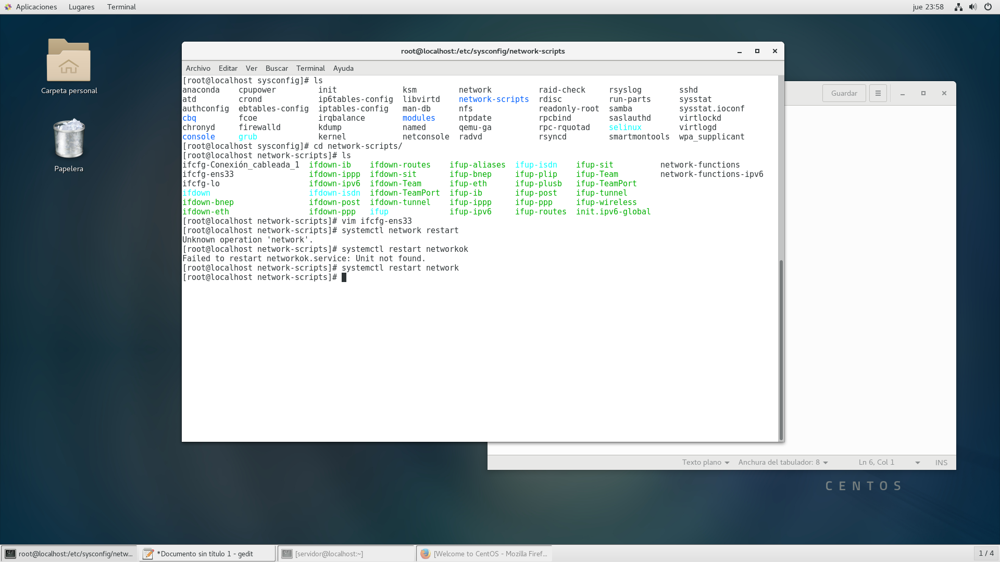 Aplicaciones Lugares Terminal jue 23:58
Carpeta personal
Papelera
root@localhost:/etc/sysconfig/network-scripts
Archivo Editar Ver Buscar Terminal Ayuda
[root@localhost sysconfig]# ls
anaconda cpupower init ksm network raid-check rsyslog sshd
atd crond ip6tables-config libvirtd network-scripts rdisc run-parts sysstat
authconfig ebtables-config iptables-config man-db nfs readonly-root samba sysstat.ioconf
cbq fcoe irqbalance modules ntpdate rpcbind saslauthd virtlockd
chronyd firewalld kdump named qemu-ga rpc-rquotad selinux virtlogd
console grub kernel netconsole radvd rsyncd smartmontools wpa_supplicant
[root@localhost sysconfig]# cd network-scripts/
[root@localhost network-scripts]# ls
ifcfg-Conexión_cableada_1 ifdown-ib ifdown-routes ifup-aliases ifup-isdn ifup-sit network-functions
ifcfg-ens33 ifdown-ippp ifdown-sit ifup-bnep ifup-plip ifup-Team network-functions-ipv6
ifcfg-lo ifdown-ipv6 ifdown-Team ifup-eth ifup-plusb ifup-TeamPort
ifdown ifdown-isdn ifdown-TeamPort ifup-ib ifup-post ifup-tunnel
ifdown-bnep ifdown-post ifdown-tunnel ifup-ippp ifup-ppp ifup-wireless
ifdown-eth ifdown-ppp ifup ifup-ipv6 ifup-routes init.ipv6-global
[root@localhost network-scripts]# vim ifcfg-ens33
[root@localhost network-scripts]# systemctl network restart
Unknown operation 'network'.
[root@localhost network-scripts]# systemctl restart networkok
Failed to restart networkok.service: Unit not found.
[root@localhost network-scripts]# systemctl restart network
[root@localhost network-scripts]#
Guardar
Texto plano Anchura del tabulador: 8 Ln 6, Col 1 INS
CENTOS
root@localhost:/etc/sysconfig/netw... *Documento sin título 1 - gedit [servidor@localhost:~] [Welcome to CentOS - Mozilla Firef... 1 / 4